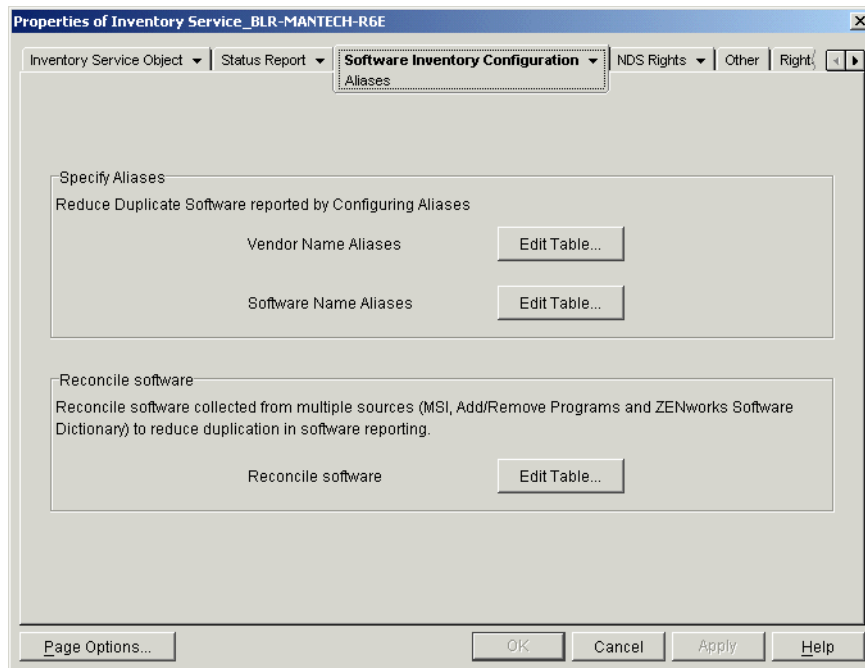 Properties of Inventory Service_BLR-MANTECH-R6E
Inventory Service Object
Status Report
Software Inventory Configuration
NDS Rights
Other
Right
Aliases
Specify Aliases
Reduce Duplicate Software reported by Configuring Aliases
Vendor Name Aliases
Edit Table...
Software Name Aliases
Edit Table...
Reconcile software
Reconcile software collected from multiple sources (MSI, Add/Remove Programs and ZENworks Software
Dictionary) to reduce duplication in software reporting.
Reconcile software
Edit Table...
Page Options...
OK
Cancel
Apply
Help